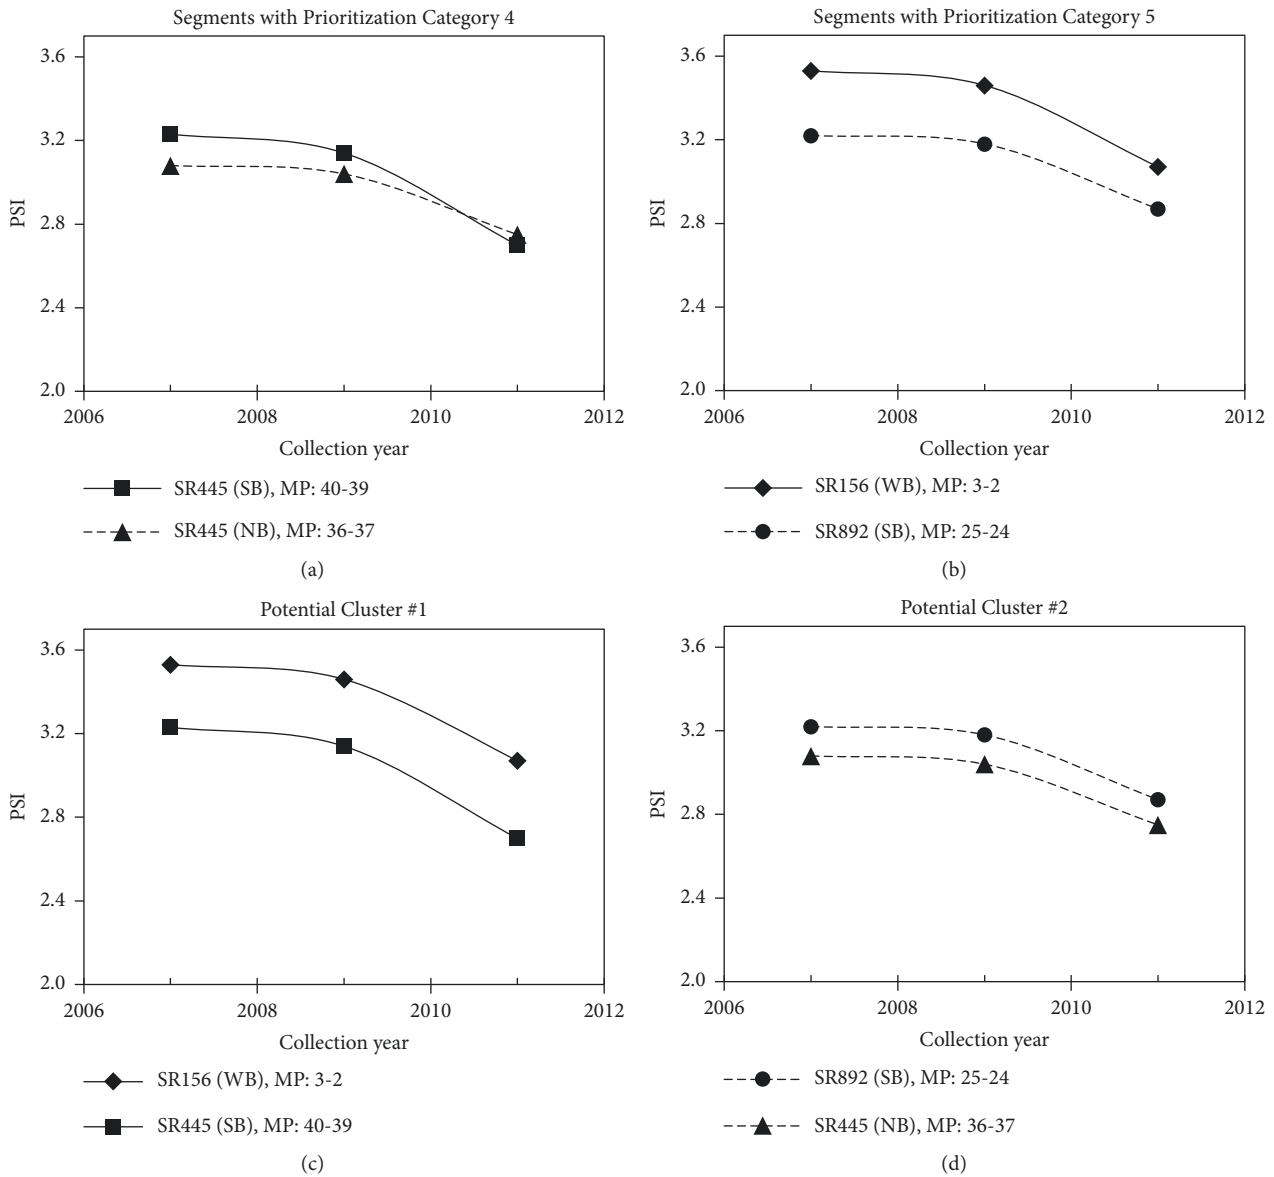 Segments with Prioritization Category 4
3.6
3.2
2.8
2.4
2.0
PSI
2006
2008
2010
2012
Collection year
SR445 (SB), MP: 40-39
SR445 (NB), MP: 36-37
(a)
Segments with Prioritization Category 5
3.6
3.2
2.8
2.4
2.0
PSI
2006
2008
2010
2012
Collection year
SR156 (WB), MP: 3-2
SR892 (SB), MP: 25-24
(b)
Potential Cluster #1
3.6
3.2
2.8
2.4
2.0
PSI
2006
2008
2010
2012
Collection year
SR156 (WB), MP: 3-2
SR445 (SB), MP: 40-39
(c)
Potential Cluster #2
3.6
3.2
2.8
2.4
2.0
PSI
2006
2008
2010
2012
Collection year
SR892 (SB), MP: 25-24
SR445 (NB), MP: 36-37
(d)